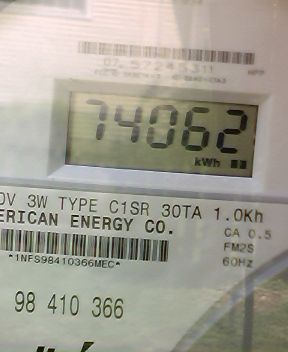 07. 57245311
74062
kWh
0V 3W TYPE C1SR 30TA 1.0Kh
ERICAN ENERGY CO. CA 0.5
FM2S
*1NFS98410366MEC* 60Hz
98 410 366